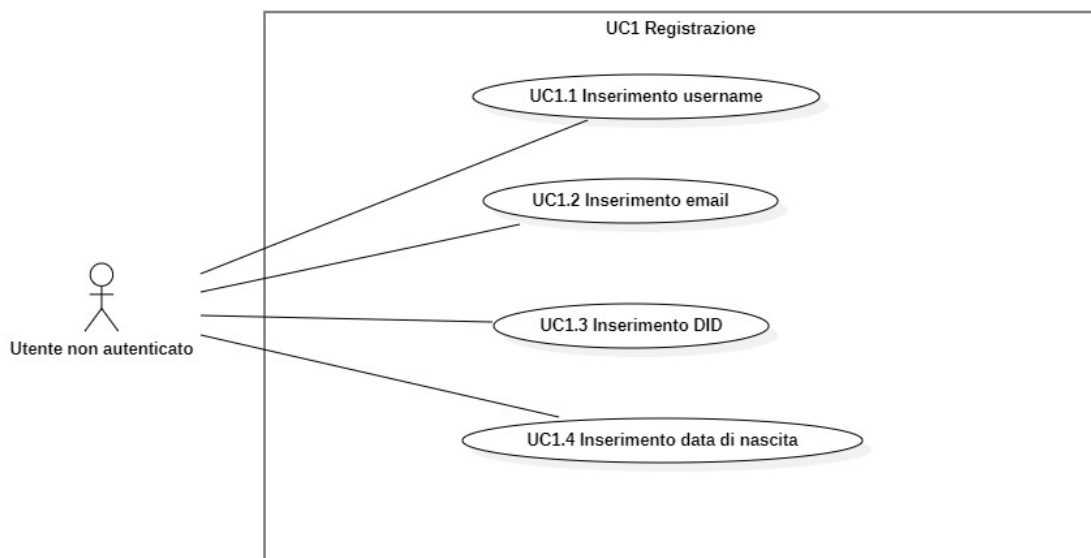 UC1 Registrazione
UC1.1 Inserimento username
UC1.2 Inserimento email
UC1.3 Inserimento DID
Utente non autenticato
UC1.4 Inserimento data di nascita